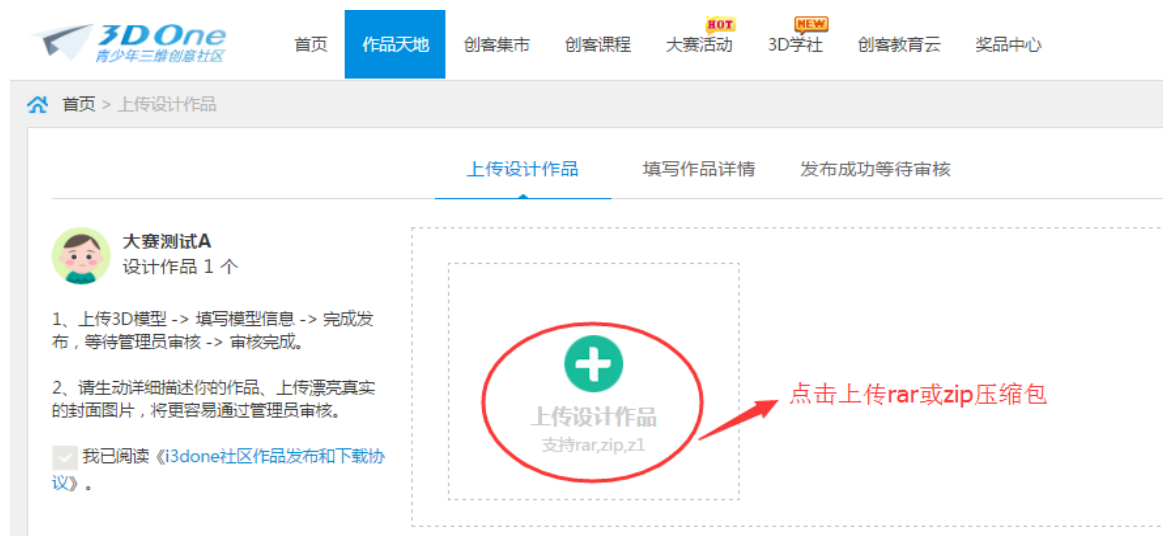 3D One
青少年三维创意社区
首页 作品天地 创客集市 创客课程 大赛活动 HOT 3D学社 NEW 创客教育云 奖品中心
首页 > 上传设计作品
上传设计作品 填写作品详情 发布成功等待审核
大赛测试A
设计作品 1 个
1、上传3D模型 -> 填写模型信息 -> 完成发
布，等待管理员审核 -> 审核完成。
2、请生动详细描述你的作品、上传漂亮真实
的封面图片，将更容易通过管理员审核。
我已阅读《i3done社区作品发布和下载协
议》。
上传设计作品
支持rar,zip,z1
点击上传rar或zip压缩包